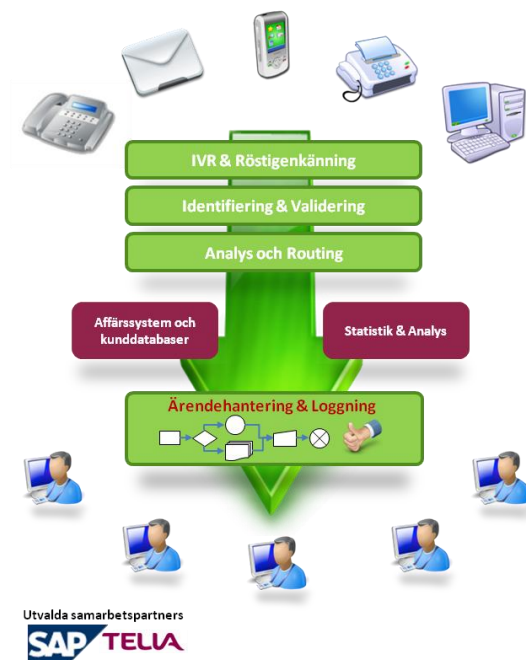 IVR & Röstigenkänning
Identifiering & Validering
Analys och Routing
Affärssystem och
kunddatabaser
Statistik & Analys
Ärendehantering & Loggning
Utvalda samarbetspartners
SAP TELIA